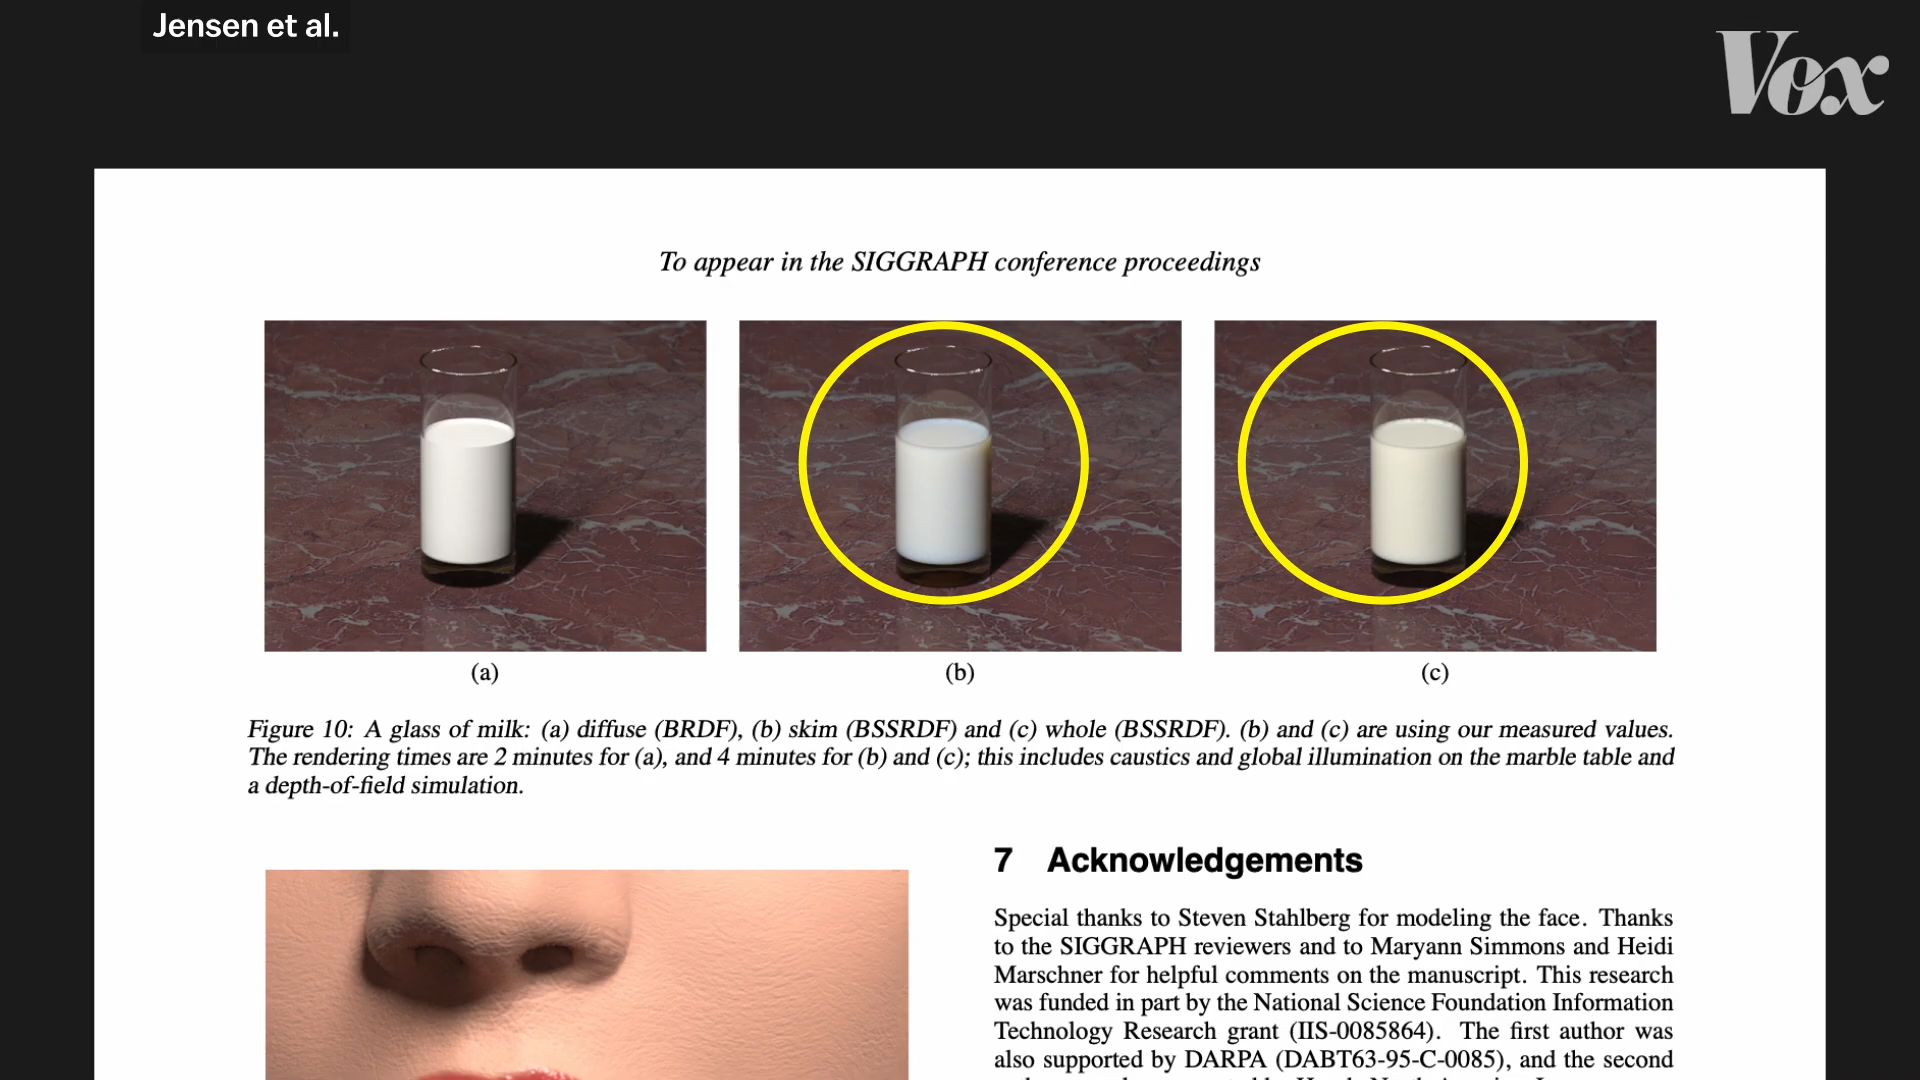 Jensen et al.
Vox
To appear in the SIGGRAPH conference proceedings
(a)
(b)
(c)
Figure 10: A glass of milk: (a) diffuse (BRDF), (b) skim (BSSRDF) and (c) whole (BSSRDF). (b) and (c) are using our measured values.
The rendering times are 2 minutes for (a), and 4 minutes for (b) and (c); this includes caustics and global illumination on the marble table and
a depth-of-field simulation.
7 Acknowledgements
Special thanks to Steven Stahlberg for modeling the face. Thanks
to the SIGGRAPH reviewers and to Maryann Simmons and Heidi
Marschner for helpful comments on the manuscript. This research
was funded in part by the National Science Foundation Information
Technology Research grant (IIS-0085864). The first author was
also supported by DARPA (DABT63-95-C-0085), and the second